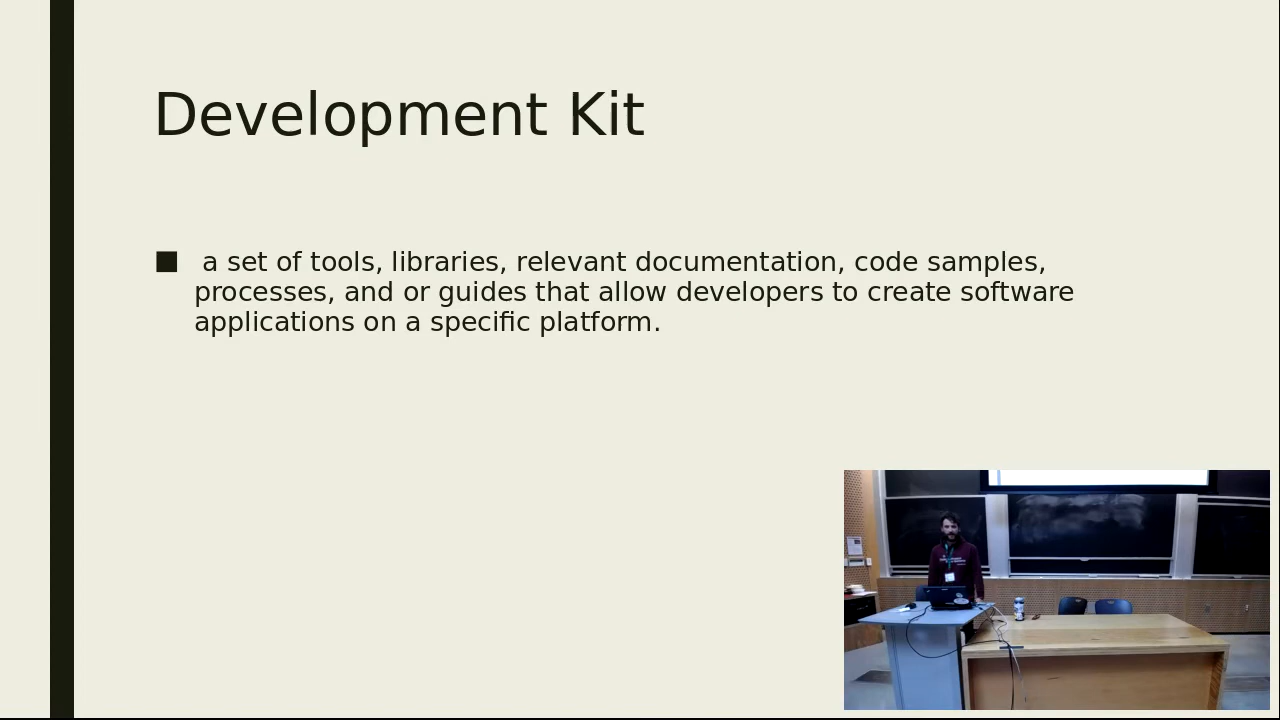 Development Kit
a set of tools, libraries, relevant documentation, code samples,
processes, and or guides that allow developers to create software
applications on a specific platform.